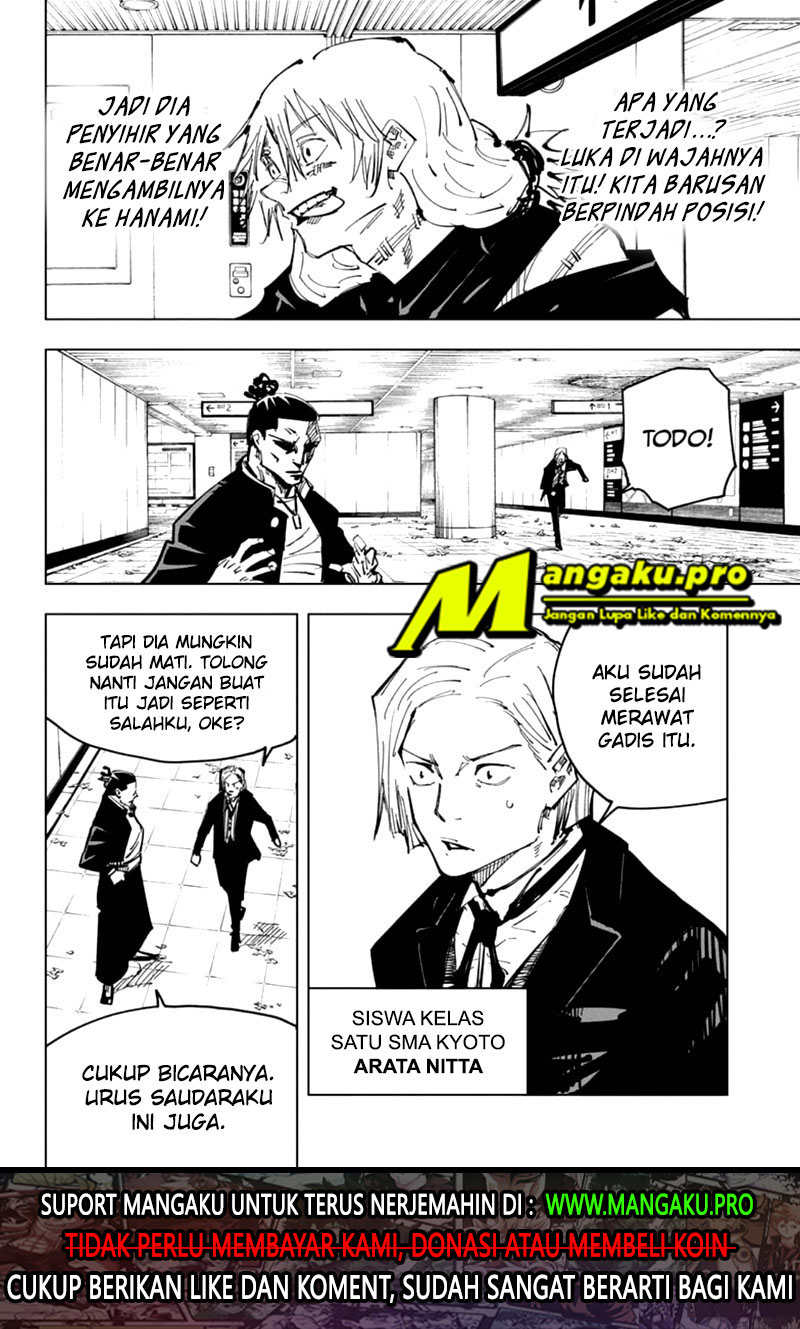 APA YANG
TERJADI...?
LUKA DI WAJAHNYA
ITU! KITA BARUSAN
BERPINDAH POSISI!
JADI DIA
PENYIHIR YANG
BENAR-BENAR
MENGAMBILNYA
KE HANAMI!
← 2
↑ 1
TODO!
Mangaku.pro
Jangan Lupa Like dan Komennya
AKU SUDAH
SELESAI
MERAWAT
GADIS ITU.
SISWA KELAS
SATU SMA KYOTO
ARATA NITTA
TAPI DIA MUNGKIN
SUDAH MATI. TOLONG
NANTI JANGAN BUAT
ITU JADI SEPERTI
SALAHKU, OKE?
CUKUP BICARANYA.
URUS SAUDARAKU
INI JUGA.
SUPORT MANGAKU UNTUK TERUS NERJEMAHIN DI : WWW.MANGAKU.PRO
TIDAK PERLU MEMBAYAR KAMI, DONASI ATAU MEMBELI KOIN
CUKUP BERIKAN LIKE DAN KOMENT, SUDAH SANGAT BERARTI BAGI KAMI